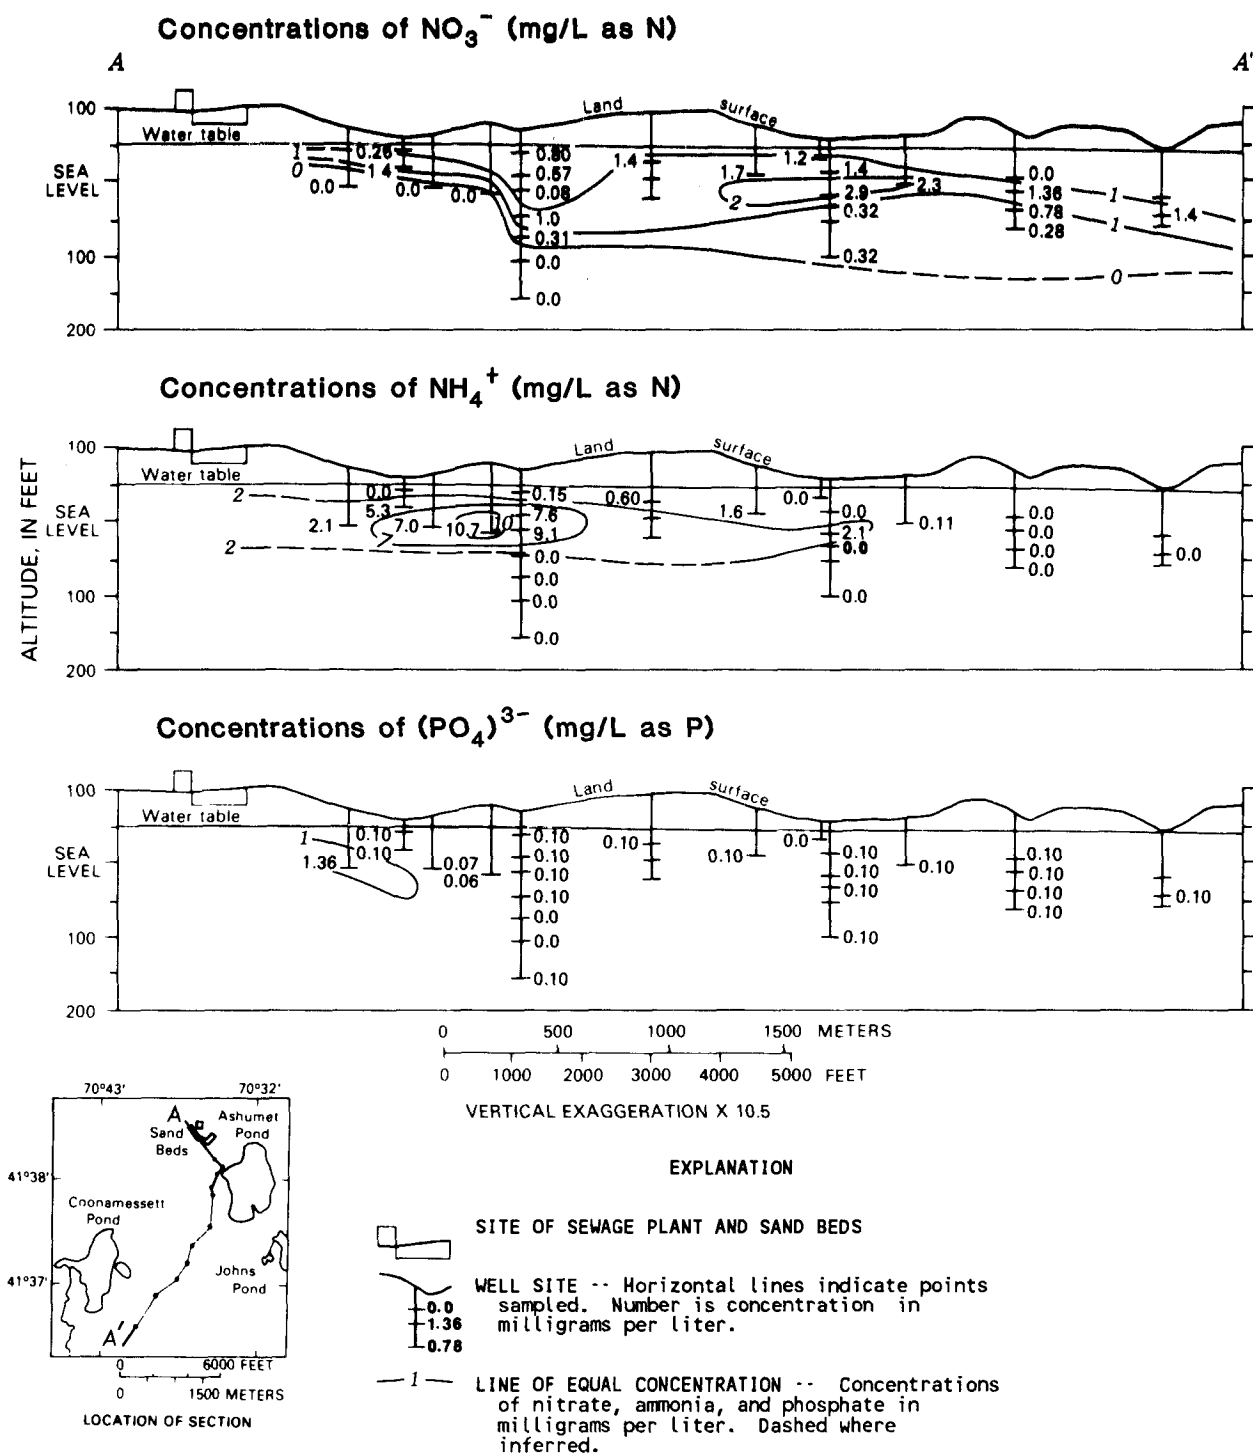 Concentrations of NO₃⁻ (mg/L as N)
A A'
Land surface
100
Water table
SEA LEVEL
100
200
1 0
0.0
0.26
1.4
0.0
0.0
0.80
0.57
0.08
1.0
0.31
0.0
0.0
1.4
1.7
2
1.2
1.4
2.9
0.32
0.32
2.3
0.0
1.36
0.78
0.28
1
1
0
1.4
Concentrations of NH₄⁺ (mg/L as N)
ALTITUDE, IN FEET
Land surface
100
Water table
SEA LEVEL
100
200
2
2
2.1
0.0
5.3
7.0
7
10.7
10
0.15
7.6
9.1
0.0
0.0
0.0
0.0
0.60
1.6
0.0
0.0
2.1
0.0
0.0
0.11
0.0
0.0
0.0
0.0
0.0
Concentrations of (PO₄)³⁻ (mg/L as P)
Land surface
100
Water table
SEA LEVEL
100
200
1
1.36
0.10
0.10
0.07
0.06
0.10
0.10
0.10
0.10
0.0
0.0
0.10
0.10
0.10
0.0
0.10
0.10
0.10
0.10
0.10
0.10
0.10
0.10
0.10
0.10
0 500 1000 1500 METERS
0 1000 2000 3000 4000 5000 FEET
VERTICAL EXAGGERATION X 10.5
70°43' 70°32'
A
Ashumet Pond
Sand Beds
41°38'
Coonamessett Pond
Johns Pond
41°37'
A'
0 6000 FEET
0 1500 METERS
LOCATION OF SECTION
EXPLANATION
SITE OF SEWAGE PLANT AND SAND BEDS
WELL SITE -- Horizontal lines indicate points
sampled. Number is concentration in
milligrams per liter.
0.0
1.36
0.78
1
LINE OF EQUAL CONCENTRATION -- Concentrations
of nitrate, ammonia, and phosphate in
milligrams per liter. Dashed where
inferred.